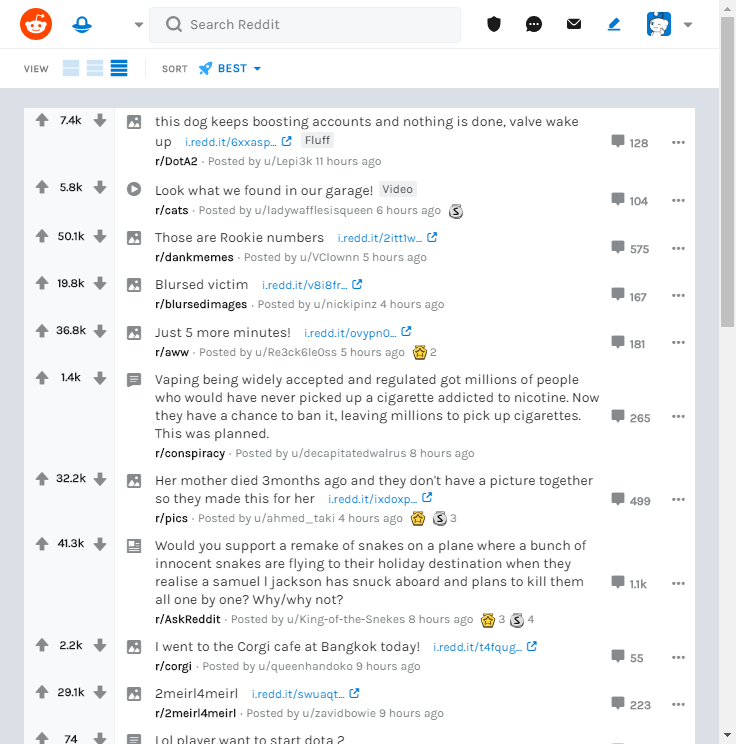 Search Reddit
VIEW SORT BEST
7.4k this dog keeps boosting accounts and nothing is done, valve wake
up i.redd.it/6xxasp... Fluff 128
r/DotA2 · Posted by u/Lepi3k 11 hours ago
5.8k Look what we found in our garage! Video 104
r/cats · Posted by u/ladywafflesisqueen 6 hours ago S
50.1k Those are Rookie numbers i.redd.it/2itt1w... 575
r/dankmemes · Posted by u/VClownn 5 hours ago
19.8k Blursed victim i.redd.it/v8i8fr... 167
r/blursedimages · Posted by u/nickipinz 4 hours ago
36.8k Just 5 more minutes! i.redd.it/ovypn0... 181
r/aww · Posted by u/Re3ck6le0ss 5 hours ago 2
1.4k Vaping being widely accepted and regulated got millions of people
who would have never picked up a cigarette addicted to nicotine. Now
they have a chance to ban it, leaving millions to pick up cigarettes. 265
This was planned.
r/conspiracy · Posted by u/decapitatedwalrus 8 hours ago
32.2k Her mother died 3months ago and they don't have a picture together
so they made this for her i.redd.it/ixdoxp... 499
r/pics · Posted by u/ahmed_taki 4 hours ago S 3
41.3k Would you support a remake of snakes on a plane where a bunch of
innocent snakes are flying to their holiday destination when they
realise a samuel l jackson has snuck aboard and plans to kill them 1.1k
all one by one? Why/why not?
r/AskReddit · Posted by u/King-of-the-Snekes 8 hours ago 3 S 4
2.2k I went to the Corgi cafe at Bangkok today! i.redd.it/t4fqug... 55
r/corgi · Posted by u/queenhandoko 9 hours ago
29.1k 2meirl4meirl i.redd.it/swuaqt... 223
r/2meirl4meirl · Posted by u/zavidbowie 9 hours ago
74 Lol player want to start dota 2